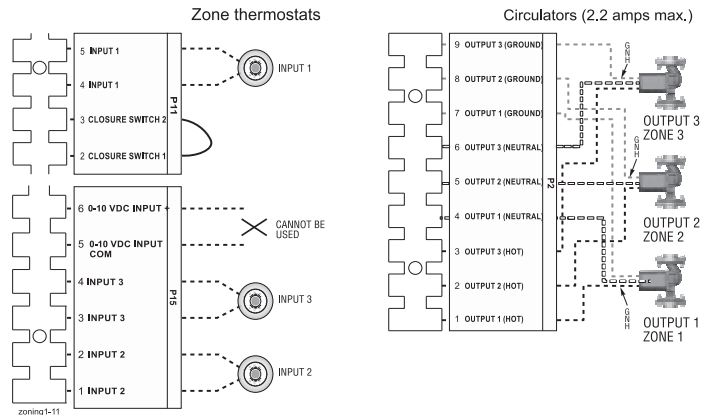 Zone thermostats
5 INPUT 1
4 INPUT 1
3 CLOSURE SWITCH 2
2 CLOSURE SWITCH 1
P11
INPUT 1
6 0-10 VDC INPUT +
5 0-10 VDC INPUT
COM
4 INPUT 3
3 INPUT 3
2 INPUT 2
1 INPUT 2
P15
CANNOT BE
USED
INPUT 3
INPUT 2
zoning1-11
Circulators (2.2 amps max.)
9 OUTPUT 3 (GROUND)
8 OUTPUT 2 (GROUND)
7 OUTPUT 1 (GROUND)
6 OUTPUT 3 (NEUTRAL)
5 OUTPUT 2 (NEUTRAL)
4 OUTPUT 1 (NEUTRAL)
3 OUTPUT 3 (HOT)
2 OUTPUT 2 (HOT)
1 OUTPUT 1 (HOT)
P2
G
N
H
OUTPUT 3
ZONE 3
G
N
H
OUTPUT 2
ZONE 2
G
N
H
OUTPUT 1
ZONE 1